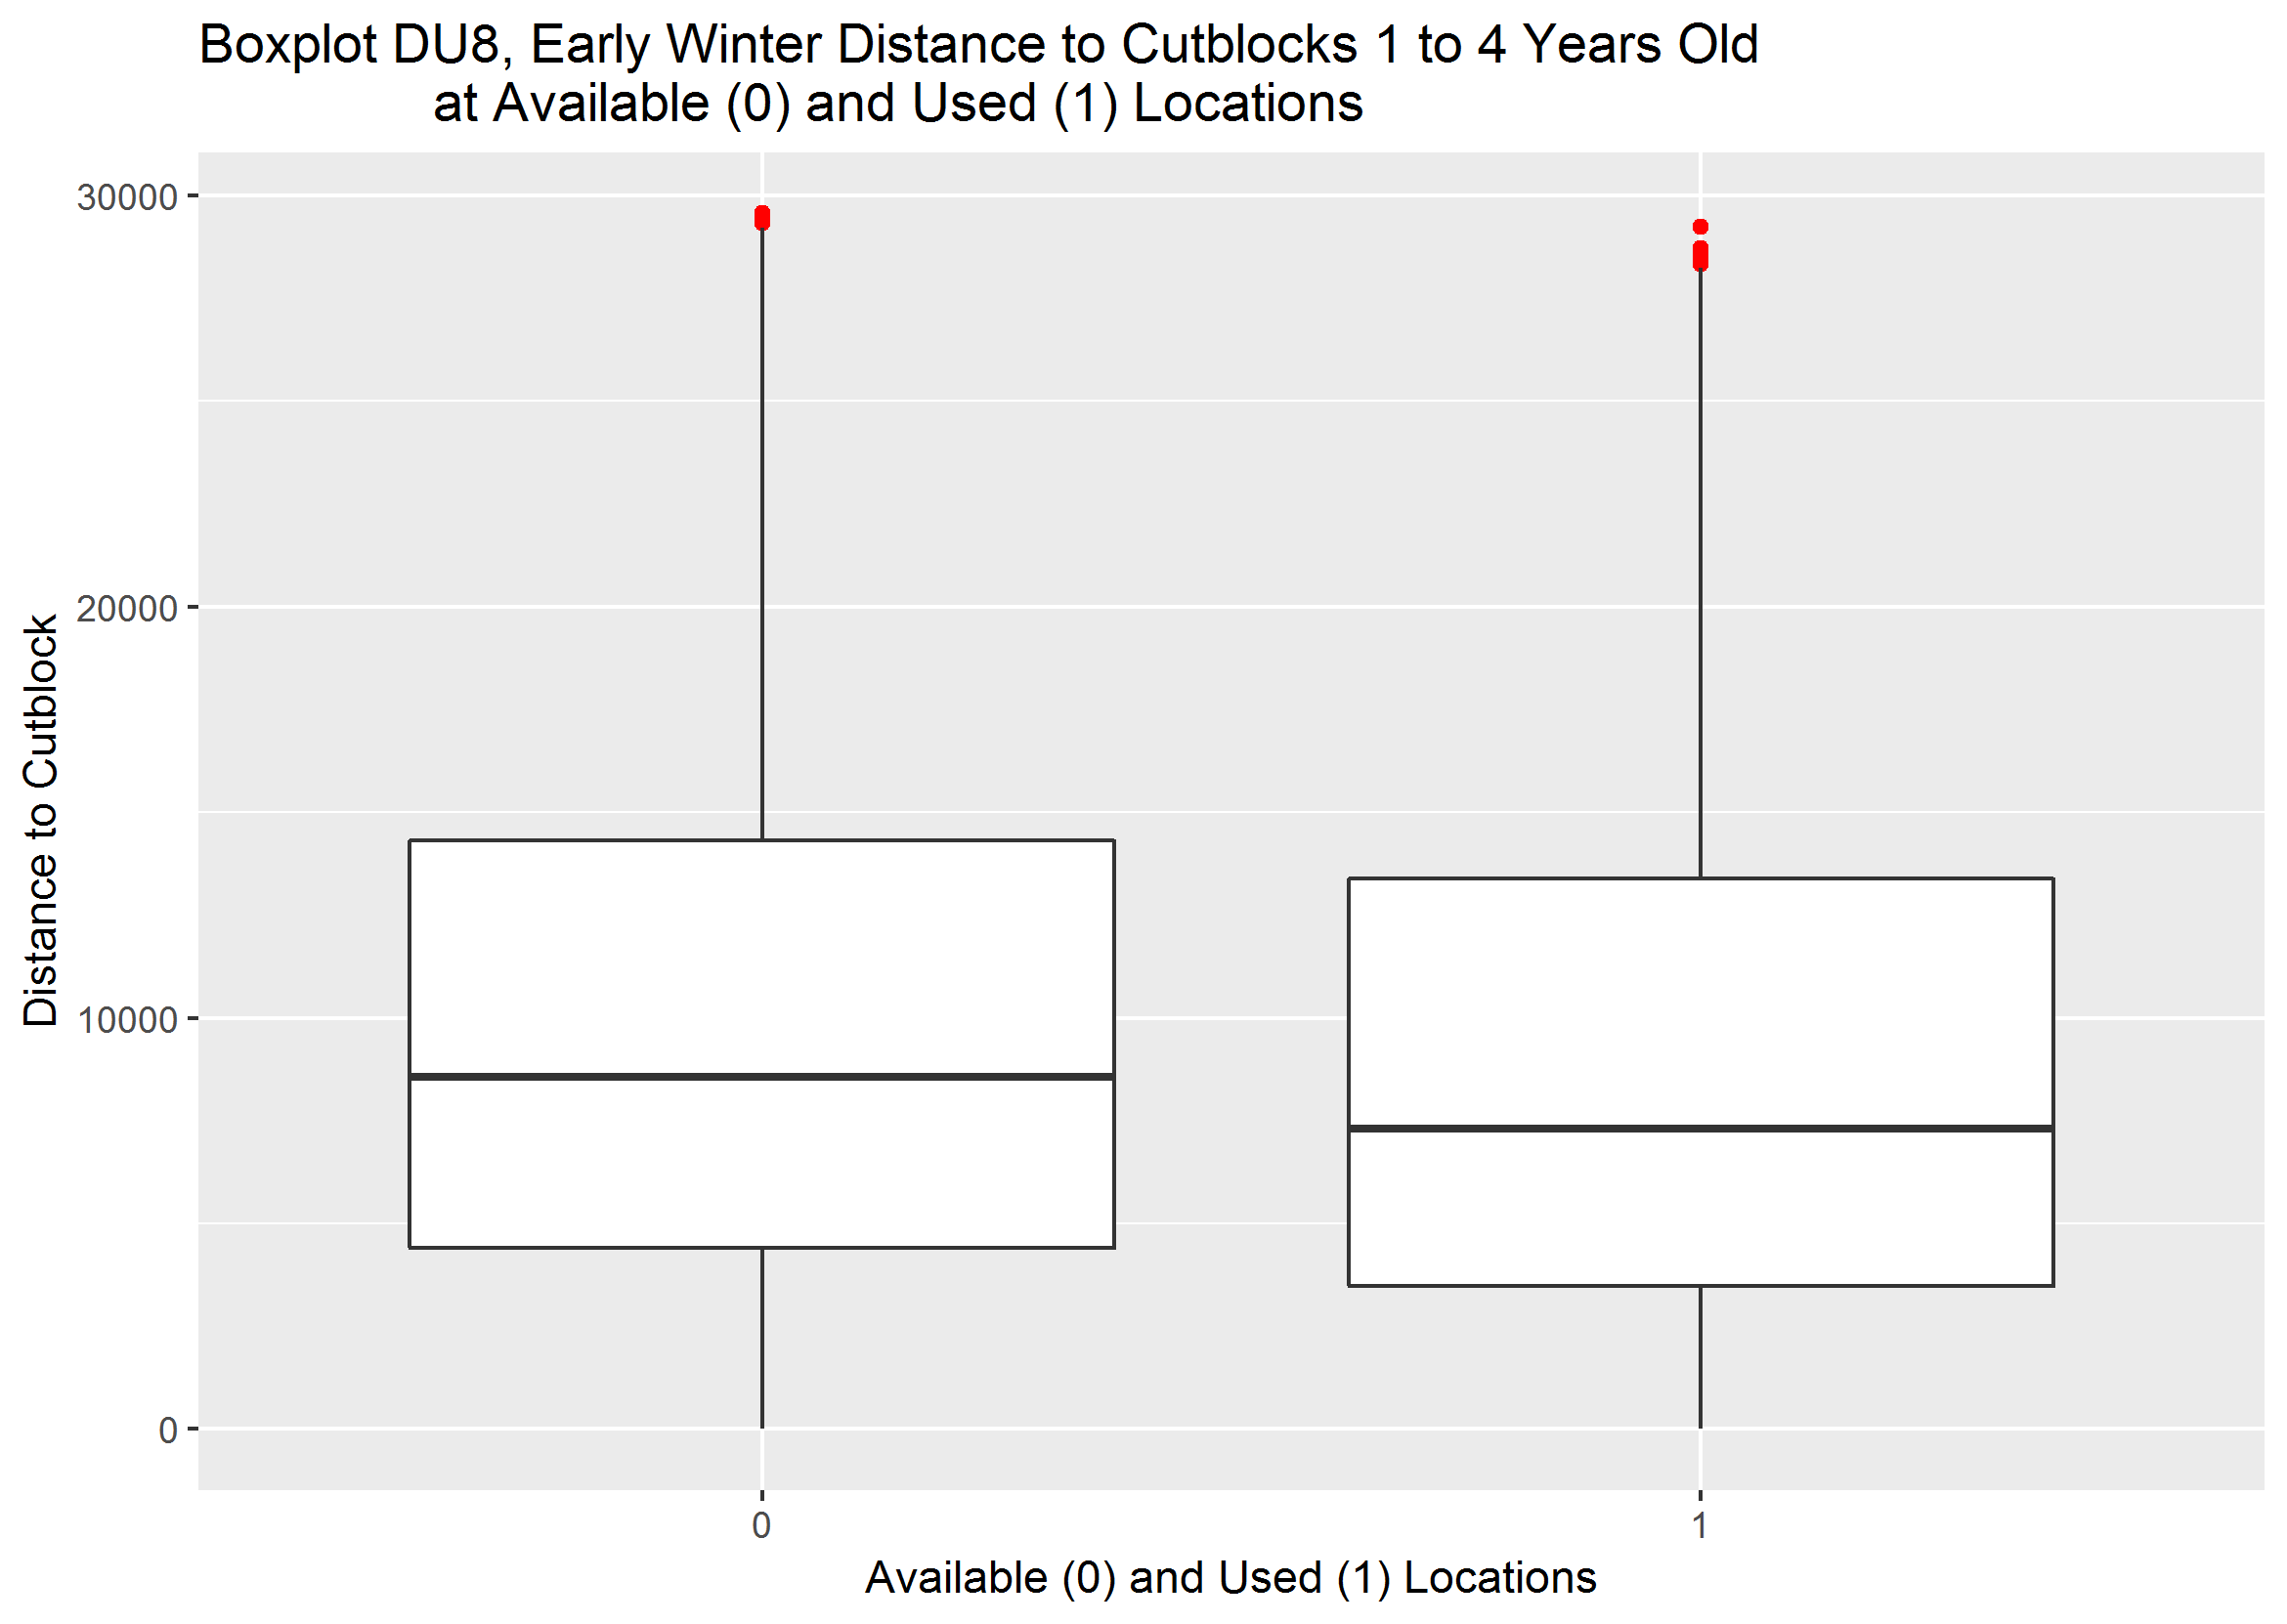 Boxplot DU8, Early Winter Distance to Cutblocks 1 to 4 Years Old
at Available (0) and Used (1) Locations
Distance to Cutblock
30000
20000
10000
0
0
1
Available (0) and Used (1) Locations